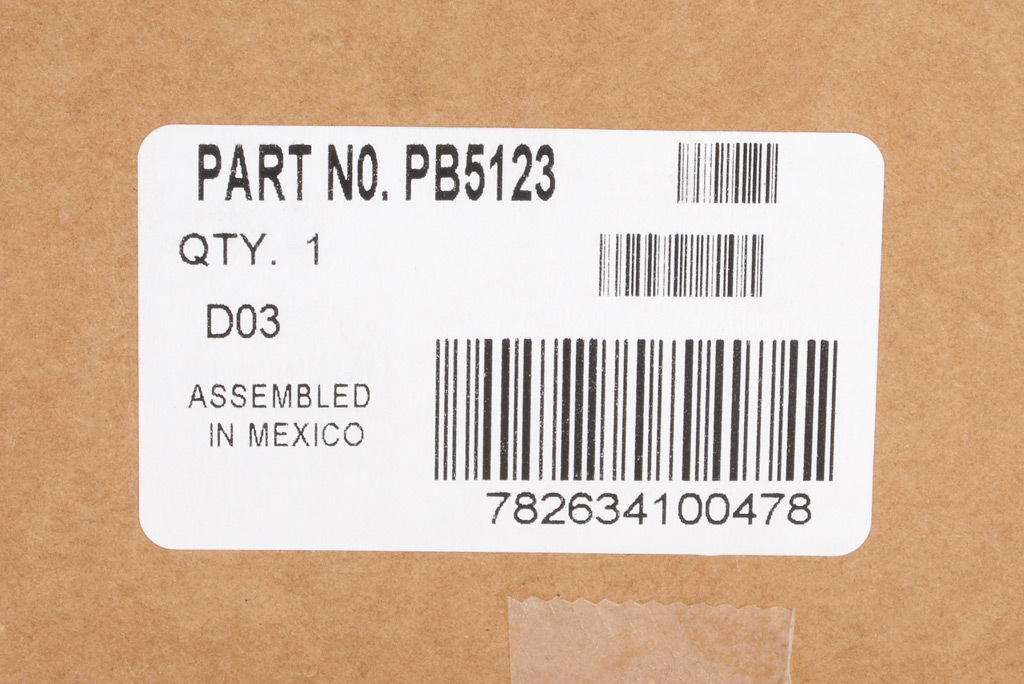 PART NO. PB5123
QTY. 1
D03
ASSEMBLED
IN MEXICO
782634100478